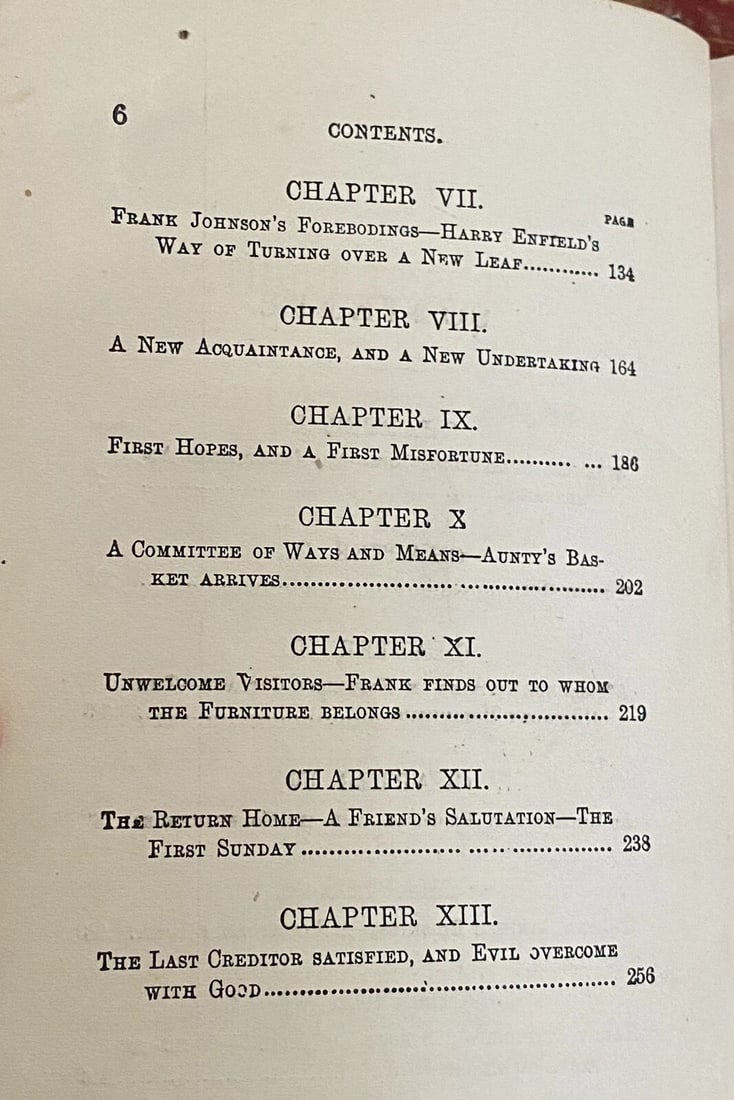 6
CONTENTS.
CHAPTER VII.
PAGE
FRANK JOHNSON'S FOREBODINGS—HARRY ENFIELD'S
WAY OF TURNING OVER A NEW LEAF............ 134
CHAPTER VIII.
A NEW ACQUAINTANCE, AND A NEW UNDERTAKING 164
CHAPTER IX.
FIRST HOPES, AND A FIRST MISFORTUNE.......... ... 186
CHAPTER X
A COMMITTEE OF WAYS AND MEANS—AUNTY'S BAS-
KET ARRIVES............................................... 202
CHAPTER XI.
UNWELCOME VISITORS—FRANK FINDS OUT TO WHOM
THE FURNITURE BELONGS.............................. 219
CHAPTER XII.
THE RETURN HOME—A FRIEND'S SALUTATION—THE
FIRST SUNDAY............................................. 238
CHAPTER XIII.
THE LAST CREDITOR SATISFIED, AND EVIL OVERCOME
WITH GOOD.................................................. 256